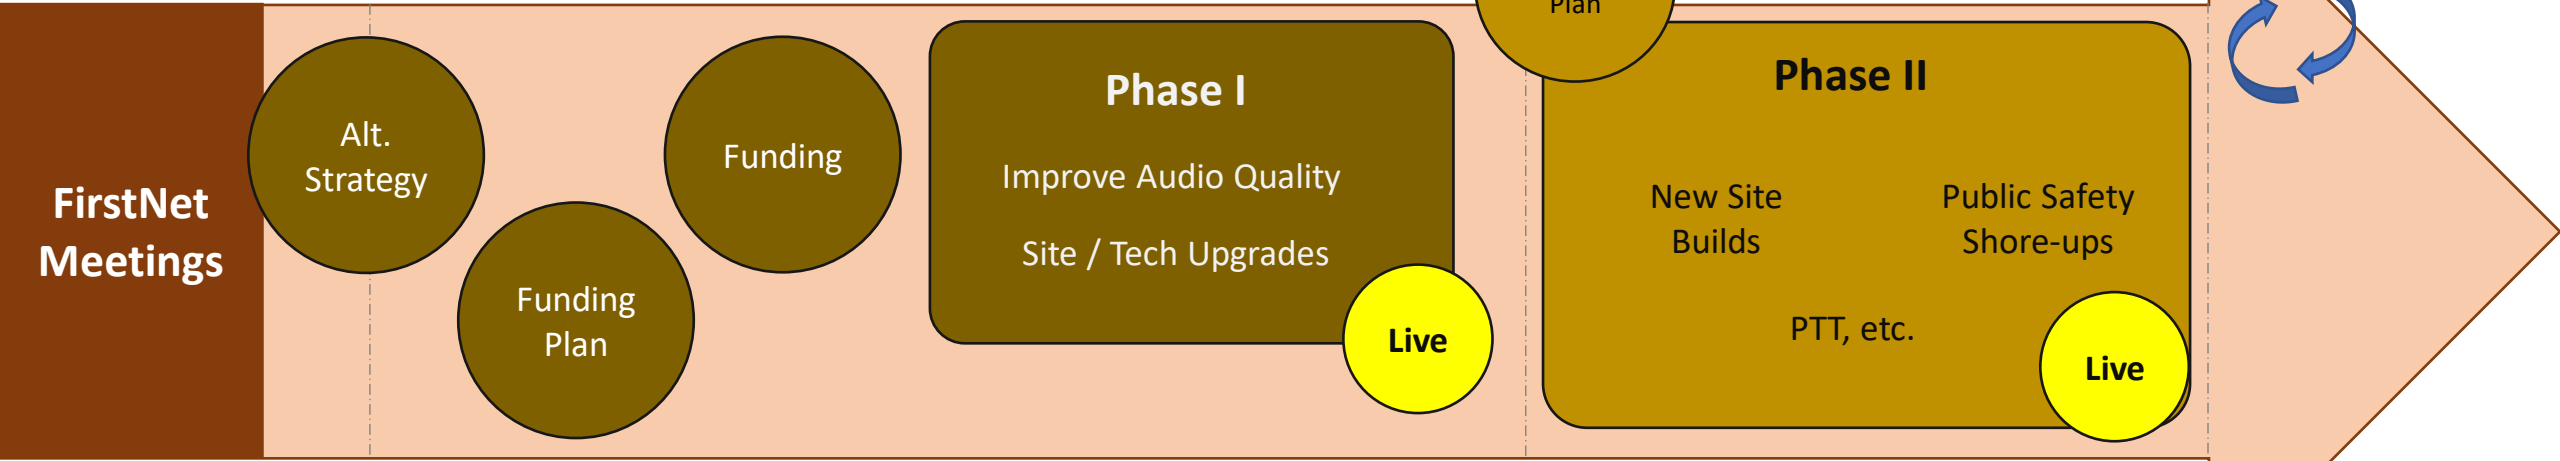 FirstNet
Meetings
Alt.
Strategy
Funding
Plan
Funding
Phase I
Improve Audio Quality
Site / Tech Upgrades
Live
Plan
Phase II
New Site
Builds
Public Safety
Shore-ups
PTT, etc.
Live